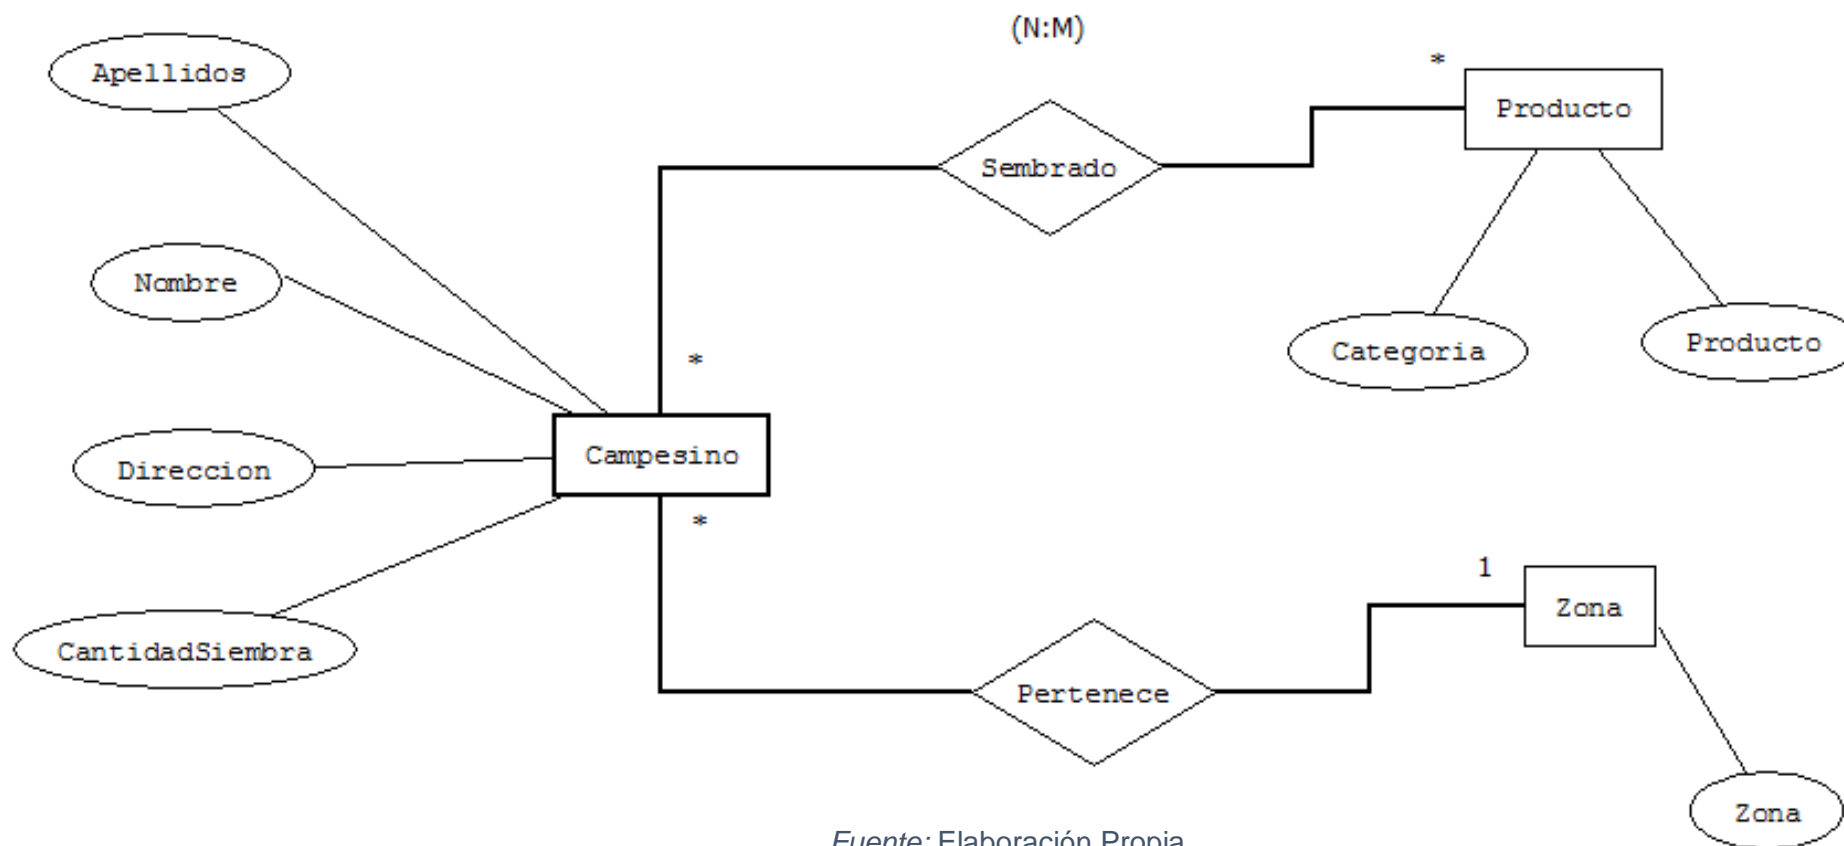 (N:M)
Apellidos
*
Producto
Sembrado
Nombre
Categoria
Producto
*
Campesino
Direccion
*
1
Zona
CantidadSiembra
Pertenece
Zona
Fuente: Elaboración Propia